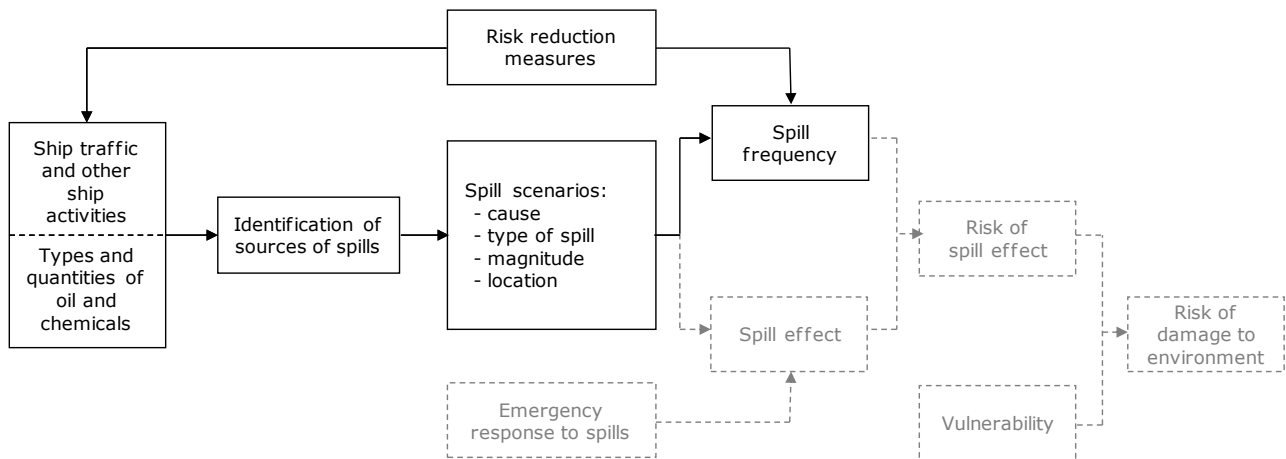 Risk reduction
measures
Ship traffic
and other
ship
activities
Types and
quantities of
oil and
chemicals
Identification of
sources of spills
Spill scenarios:
- cause
- type of spill
- magnitude
- location
Spill
frequency
Spill effect
Emergency
response to spills
Risk of
spill effect
Vulnerability
Risk of
damage to
environment